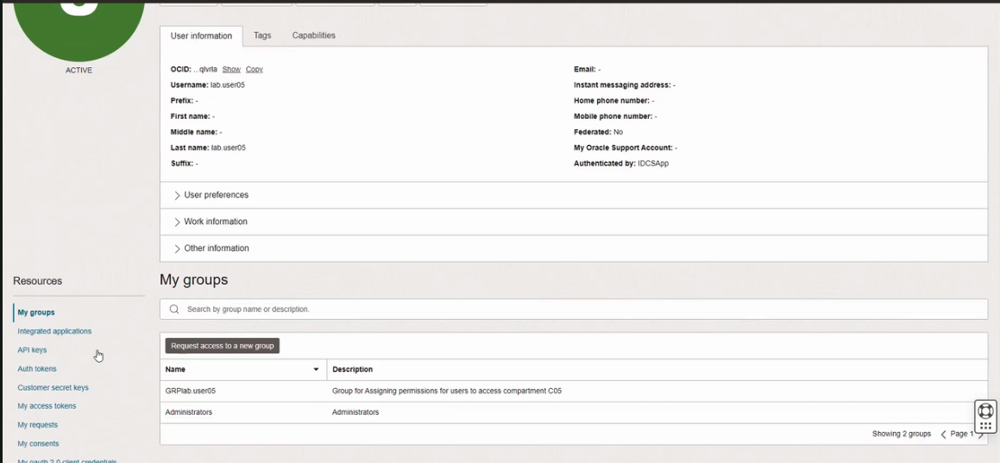 ACTIVE
User information
Tags
Capabilities
OCID: ...qlvrla Show Copy
Username: lab.user05
Prefix: -
First name: -
Middle name: -
Last name: lab.user05
Suffix: -
Email: -
Instant messaging address: -
Home phone number: -
Mobile phone number: -
Federated: No
My Oracle Support Account: -
Authenticated by: IDCSApp
User preferences
Work information
Other information
Resources
My groups
Integrated applications
API keys
Auth tokens
Customer secret keys
My access tokens
My requests
My consents
My oauth 2.0 client credentials
My groups
Search by group name or description.
Request access to a new group
Name Description
GRPlab.user05 Group for Assigning permissions for users to access compartment C05
Administrators Administrators
Showing 2 groups Page 1